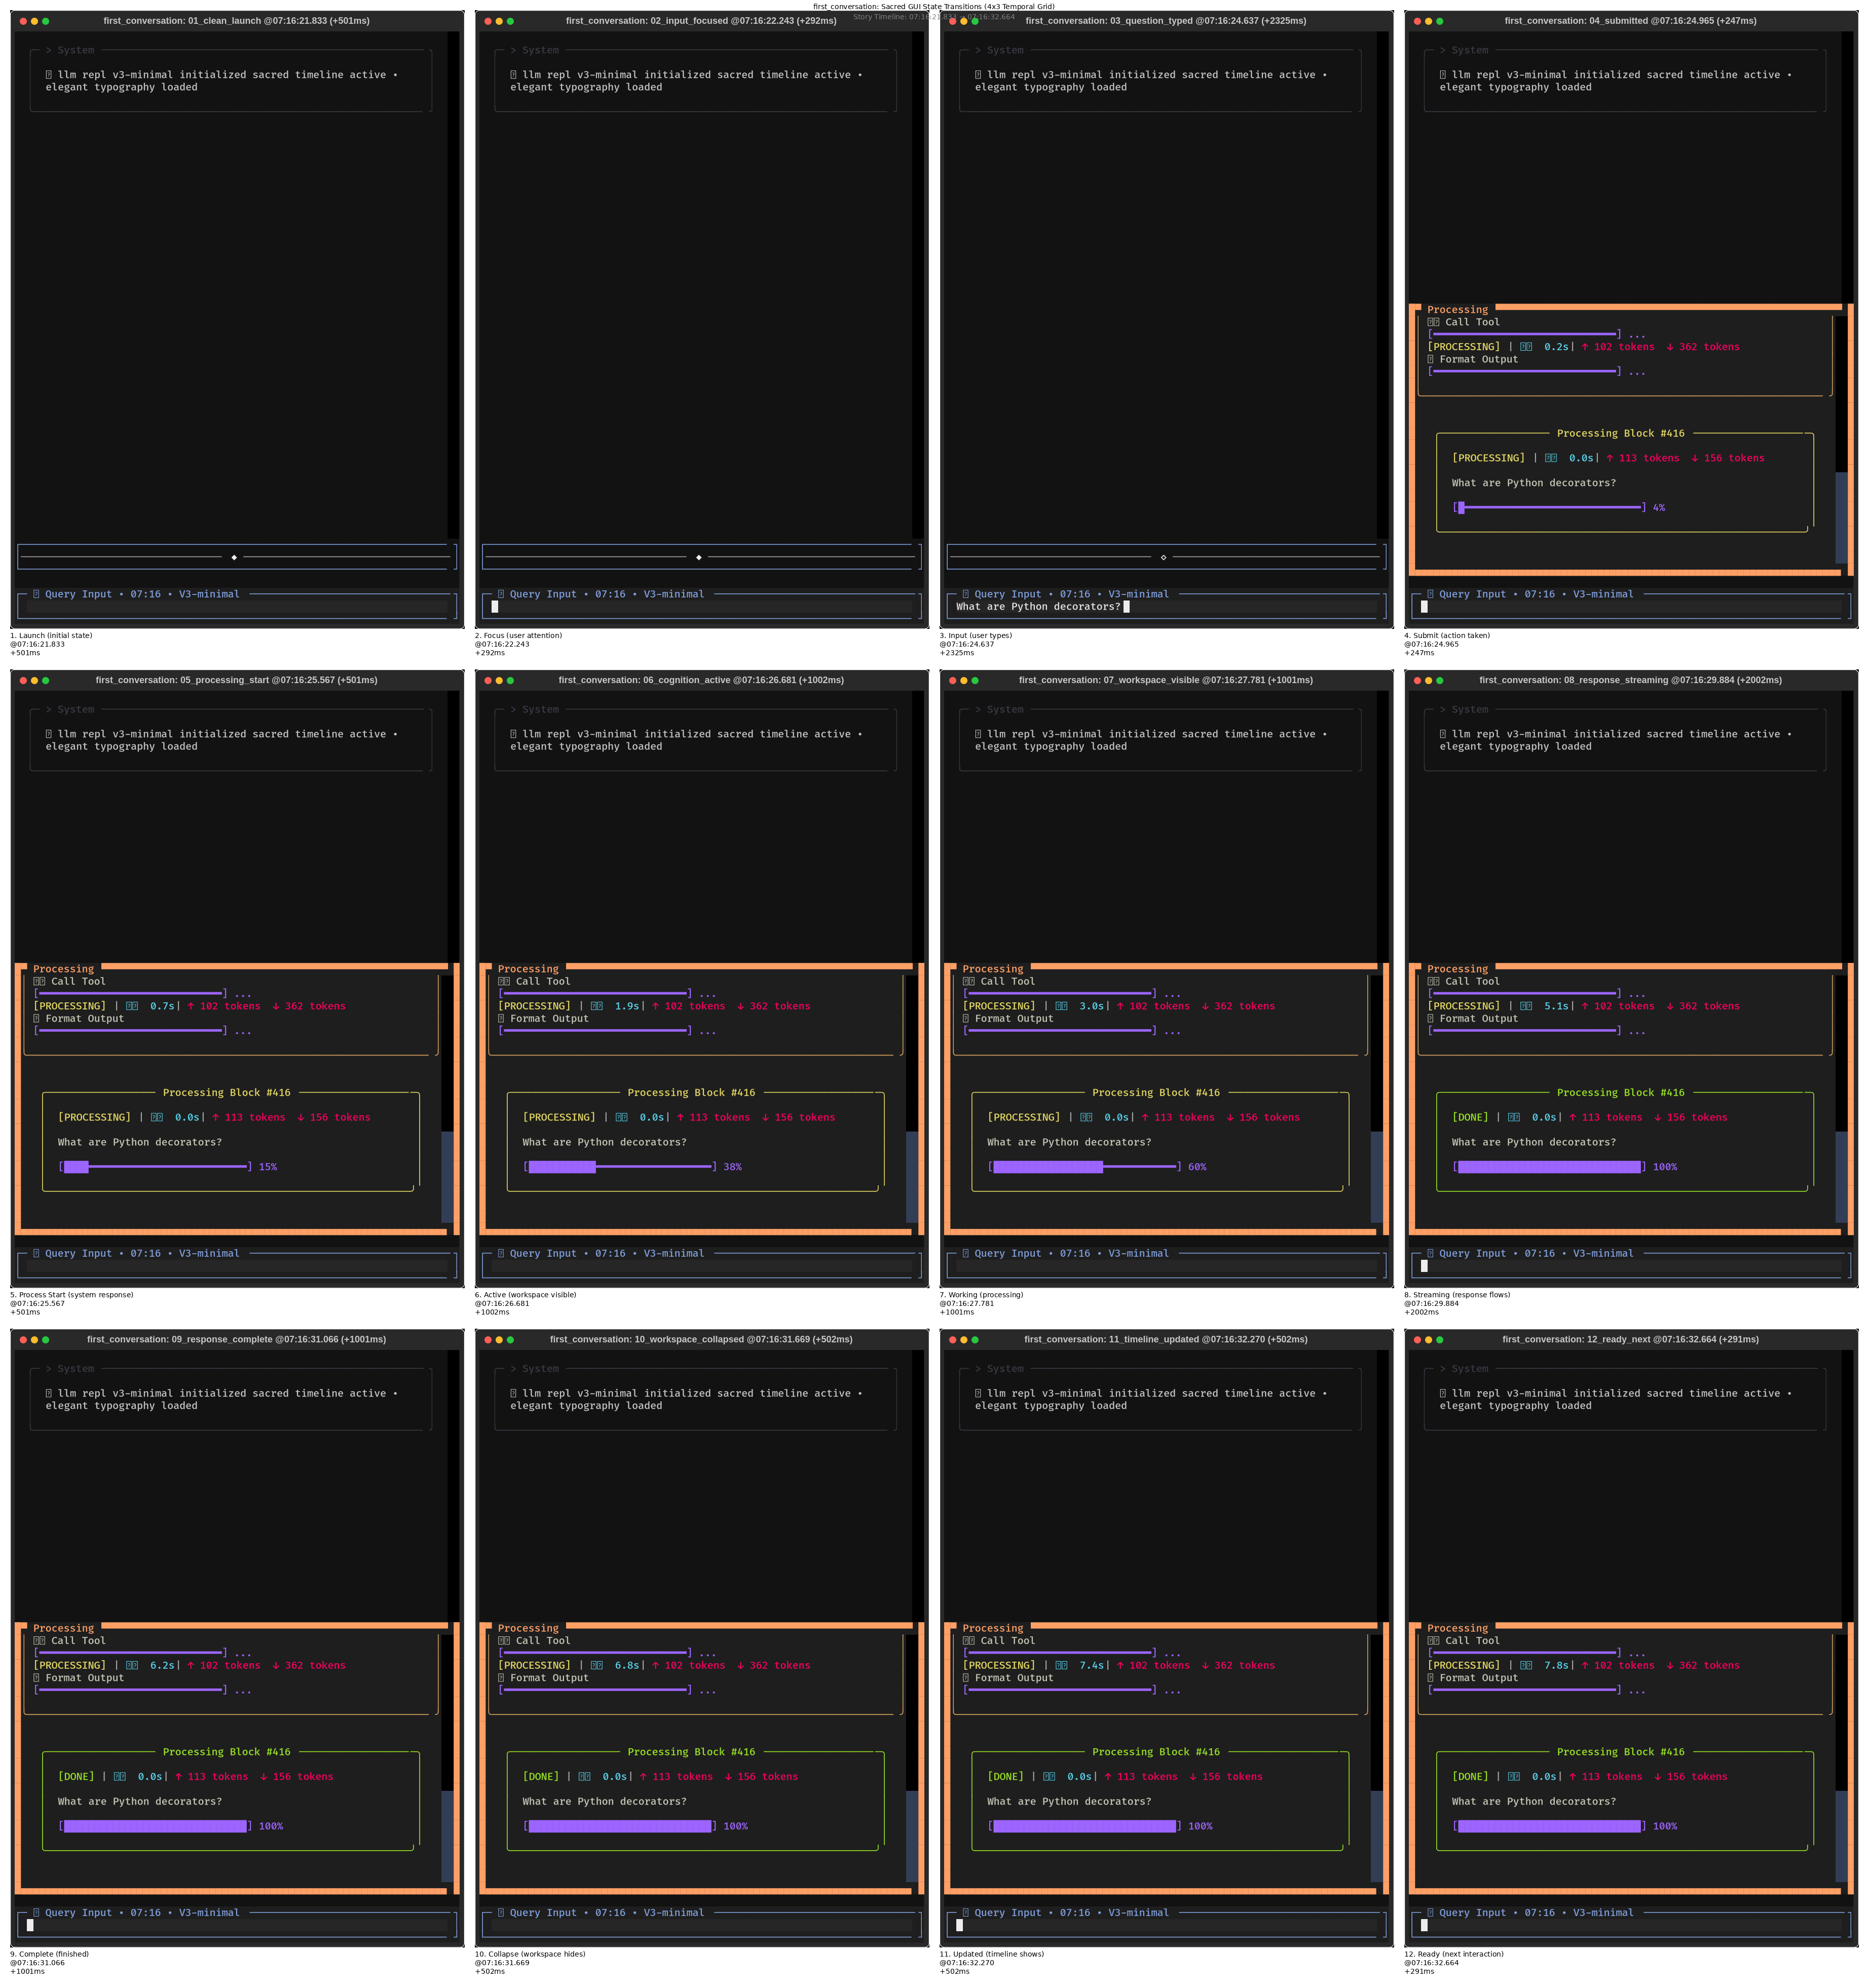 first_conversation: Sacred GUI State Transitions (4x3 Temporal Grid)
first_conversation: 01_clean_launch @07:16:21.833 (+501ms)
> System
llm repl v3-minimal initialized sacred timeline active •
elegant typography loaded
Query Input • 07:16 • V3-minimal
1. Launch (initial state)
@07:16:21.833
+501ms
first_conversation: 02_input_focused @07:16:22.243 (+292ms)
> System
llm repl v3-minimal initialized sacred timeline active •
elegant typography loaded
Query Input • 07:16 • V3-minimal
2. Focus (user attention)
@07:16:22.243
+292ms
first_conversation: 03_question_typed @07:16:24.637 (+2325ms)
> System
llm repl v3-minimal initialized sacred timeline active •
elegant typography loaded
Query Input • 07:16 • V3-minimal
What are Python decorators?
3. Input (user types)
@07:16:24.637
+2325ms
first_conversation: 04_submitted @07:16:24.965 (+247ms)
> System
llm repl v3-minimal initialized sacred timeline active •
elegant typography loaded
Processing
Call Tool
[━━━━━━━━━━] ...
[PROCESSING] | 0.2s| ↑ 102 tokens ↓ 362 tokens
Format Output
[━━━━━━━━━━] ...
Processing Block #416
[PROCESSING] | 0.0s| ↑ 113 tokens ↓ 156 tokens
What are Python decorators?
4%
Query Input • 07:16 • V3-minimal
4. Submit (action taken)
@07:16:24.965
+247ms
first_conversation: 05_processing_start @07:16:25.567 (+501ms)
> System
llm repl v3-minimal initialized sacred timeline active •
elegant typography loaded
Processing
Call Tool
[━━━━━━━━━━] ...
[PROCESSING] | 0.7s| ↑ 102 tokens ↓ 362 tokens
Format Output
[━━━━━━━━━━] ...
Processing Block #416
[PROCESSING] | 0.0s| ↑ 113 tokens ↓ 156 tokens
What are Python decorators?
15%
Query Input • 07:16 • V3-minimal
5. Process Start (system response)
@07:16:25.567
+501ms
first_conversation: 06_cognition_active @07:16:26.681 (+1002ms)
> System
llm repl v3-minimal initialized sacred timeline active •
elegant typography loaded
Processing
Call Tool
[━━━━━━━━━━] ...
[PROCESSING] | 1.9s| ↑ 102 tokens ↓ 362 tokens
Format Output
[━━━━━━━━━━] ...
Processing Block #416
[PROCESSING] | 0.0s| ↑ 113 tokens ↓ 156 tokens
What are Python decorators?
38%
Query Input • 07:16 • V3-minimal
6. Active (workspace visible)
@07:16:26.681
+1002ms
first_conversation: 07_workspace_visible @07:16:27.781 (+1001ms)
> System
llm repl v3-minimal initialized sacred timeline active •
elegant typography loaded
Processing
Call Tool
[━━━━━━━━━━] ...
[PROCESSING] | 3.0s| ↑ 102 tokens ↓ 362 tokens
Format Output
[━━━━━━━━━━] ...
Processing Block #416
[PROCESSING] | 0.0s| ↑ 113 tokens ↓ 156 tokens
What are Python decorators?
60%
Query Input • 07:16 • V3-minimal
7. Working (processing)
@07:16:27.781
+1001ms
first_conversation: 08_response_streaming @07:16:29.884 (+2002ms)
> System
llm repl v3-minimal initialized sacred timeline active •
elegant typography loaded
Processing
Call Tool
[━━━━━━━━━━] ...
[PROCESSING] | 5.1s| ↑ 102 tokens ↓ 362 tokens
Format Output
[━━━━━━━━━━] ...
Processing Block #416
[DONE] | 0.0s| ↑ 113 tokens ↓ 156 tokens
What are Python decorators?
100%
Query Input • 07:16 • V3-minimal
8. Streaming (response flows)
@07:16:29.884
+2002ms
first_conversation: 09_response_complete @07:16:31.066 (+1001ms)
> System
llm repl v3-minimal initialized sacred timeline active •
elegant typography loaded
Processing
Call Tool
[━━━━━━━━━━] ...
[PROCESSING] | 6.2s| ↑ 102 tokens ↓ 362 tokens
Format Output
[━━━━━━━━━━] ...
Processing Block #416
[DONE] | 0.0s| ↑ 113 tokens ↓ 156 tokens
What are Python decorators?
100%
Query Input • 07:16 • V3-minimal
9. Complete (finished)
@07:16:31.066
+1001ms
first_conversation: 10_workspace_collapsed @07:16:31.669 (+502ms)
> System
llm repl v3-minimal initialized sacred timeline active •
elegant typography loaded
Processing
Call Tool
[━━━━━━━━━━] ...
[PROCESSING] | 6.8s| ↑ 102 tokens ↓ 362 tokens
Format Output
[━━━━━━━━━━] ...
Processing Block #416
[DONE] | 0.0s| ↑ 113 tokens ↓ 156 tokens
What are Python decorators?
100%
Query Input • 07:16 • V3-minimal
10. Collapse (workspace hides)
@07:16:31.669
+502ms
first_conversation: 11_timeline_updated @07:16:32.270 (+502ms)
> System
llm repl v3-minimal initialized sacred timeline active •
elegant typography loaded
Processing
Call Tool
[━━━━━━━━━━] ...
[PROCESSING] | 7.4s| ↑ 102 tokens ↓ 362 tokens
Format Output
[━━━━━━━━━━] ...
Processing Block #416
[DONE] | 0.0s| ↑ 113 tokens ↓ 156 tokens
What are Python decorators?
100%
Query Input • 07:16 • V3-minimal
11. Updated (timeline shows)
@07:16:32.270
+502ms
first_conversation: 12_ready_next @07:16:32.664 (+291ms)
> System
llm repl v3-minimal initialized sacred timeline active •
elegant typography loaded
Processing
Call Tool
[━━━━━━━━━━] ...
[PROCESSING] | 7.8s| ↑ 102 tokens ↓ 362 tokens
Format Output
[━━━━━━━━━━] ...
Processing Block #416
[DONE] | 0.0s| ↑ 113 tokens ↓ 156 tokens
What are Python decorators?
100%
Query Input • 07:16 • V3-minimal
12. Ready (next interaction)
@07:16:32.664
+291ms